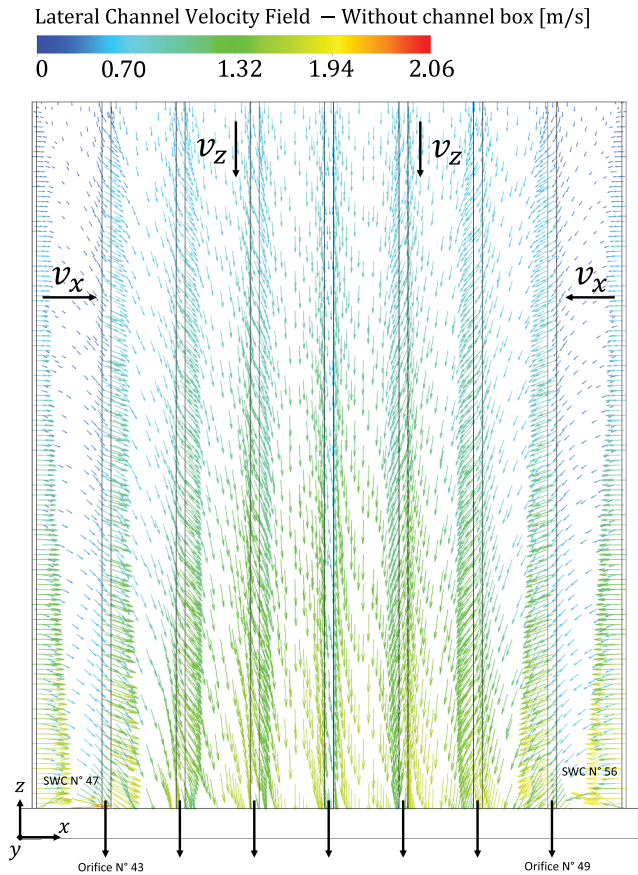 Lateral Channel Velocity Field – Without channel box [m/s]
0 0.70 1.32 1.94 2.06
v_z v_z
v_x v_x
SWC N° 47 SWC N° 56
z
x
y
Orifice N° 43 Orifice N° 49